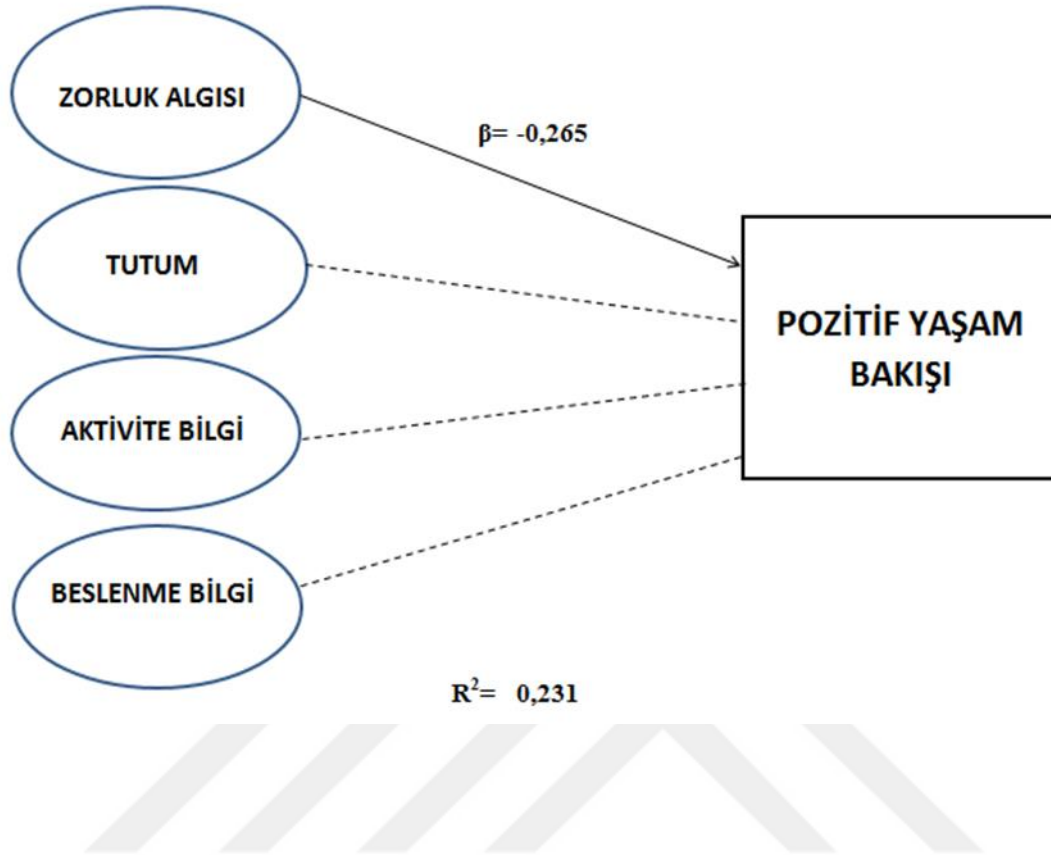 ZORLUK ALGISI
β= -0,265
TUTUM
POZİTİF YAŞAM
BAKIŞI
AKTİVİTE BİLGİ
BESLENME BİLGİ
R²= 0,231